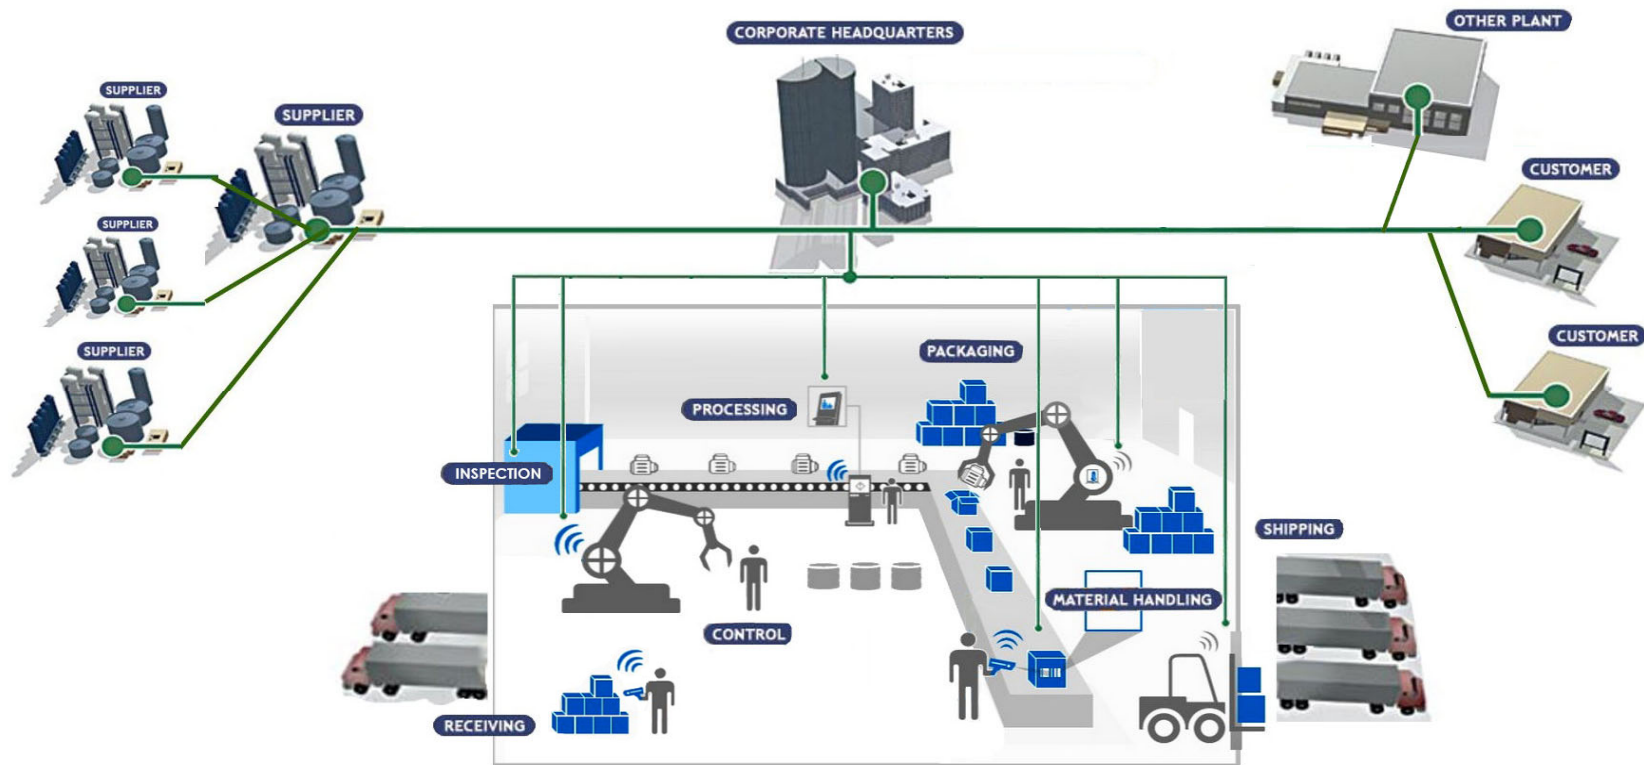 CORPORATE HEADQUARTERS
OTHER PLANT
SUPPLIER
SUPPLIER
CUSTOMER
SUPPLIER
CUSTOMER
SUPPLIER
PACKAGING
PROCESSING
INSPECTION
SHIPPING
MATERIAL HANDLING
CONTROL
RECEIVING